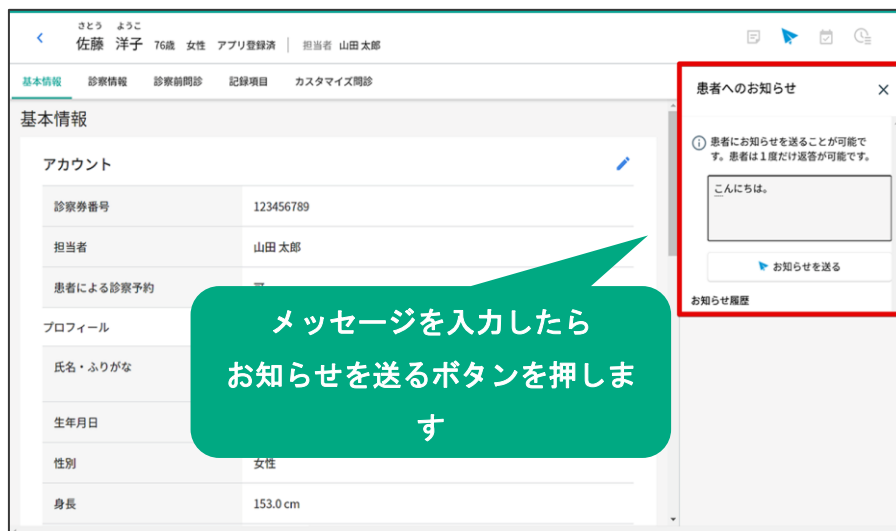 さとう ようこ
佐藤 洋子 76歳 女性 アプリ登録済 担当者 山田 太郎
基本情報 診察情報 診察前問診 記録項目 カスタマイズ問診
基本情報
アカウント
診察券番号 123456789
担当者 山田 太郎
患者による診察予約
プロフィール
氏名・ふりがな
生年月日
性別 女性
身長 153.0 cm
メッセージを入力したら
お知らせを送るボタンを押しま
す
患者へのお知らせ
患者にお知らせを送ることが可能で
す。患者は１度だけ返答が可能です。
こんにちは。
お知らせを送る
お知らせ履歴